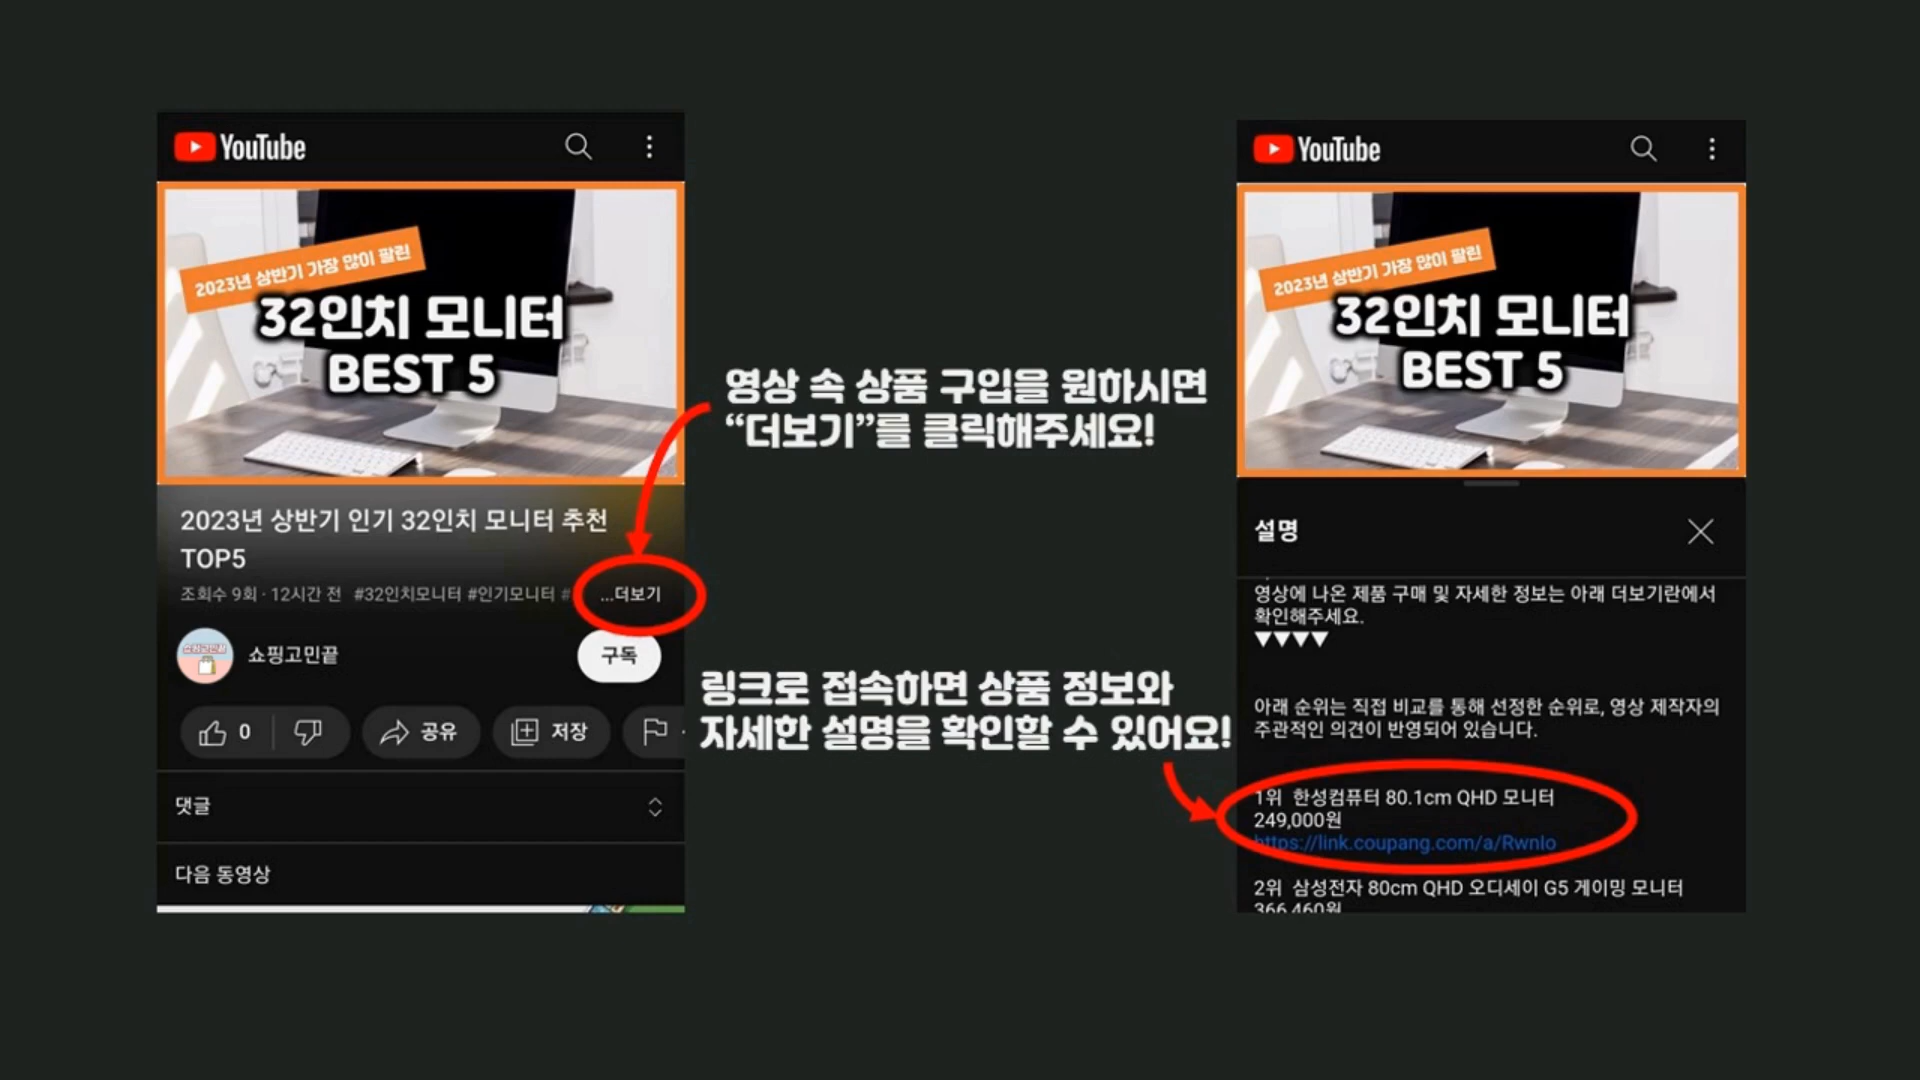 YouTube
2023년 상반기 가장 많이 팔린
32인치 모니터
BEST 5
2023년 상반기 인기 32인치 모니터 추천
TOP5
조회수 9회 · 12시간 전 #32인치모니터 #인기모니터 # ...더보기
쇼핑고민끝
쇼핑고민끝
구독
0
공유
저장
댓글
다음 동영상
영상 속 상품 구입을 원하시면
“더보기”를 클릭해주세요!
링크로 접속하면 상품 정보와
자세한 설명을 확인할 수 있어요!
YouTube
2023년 상반기 가장 많이 팔린
32인치 모니터
BEST 5
설명
영상에 나온 제품 구매 및 자세한 정보는 아래 더보기란에서
확인해주세요.
▼▼▼▼
아래 순위는 직접 비교를 통해 선정한 순위로, 영상 제작자의
주관적인 의견이 반영되어 있습니다.
1위 한성컴퓨터 80.1cm QHD 모니터
249,000원
https://link.coupang.com/a/RwnIo
2위 삼성전자 80cm QHD 오디세이 G5 게이밍 모니터
366,460원